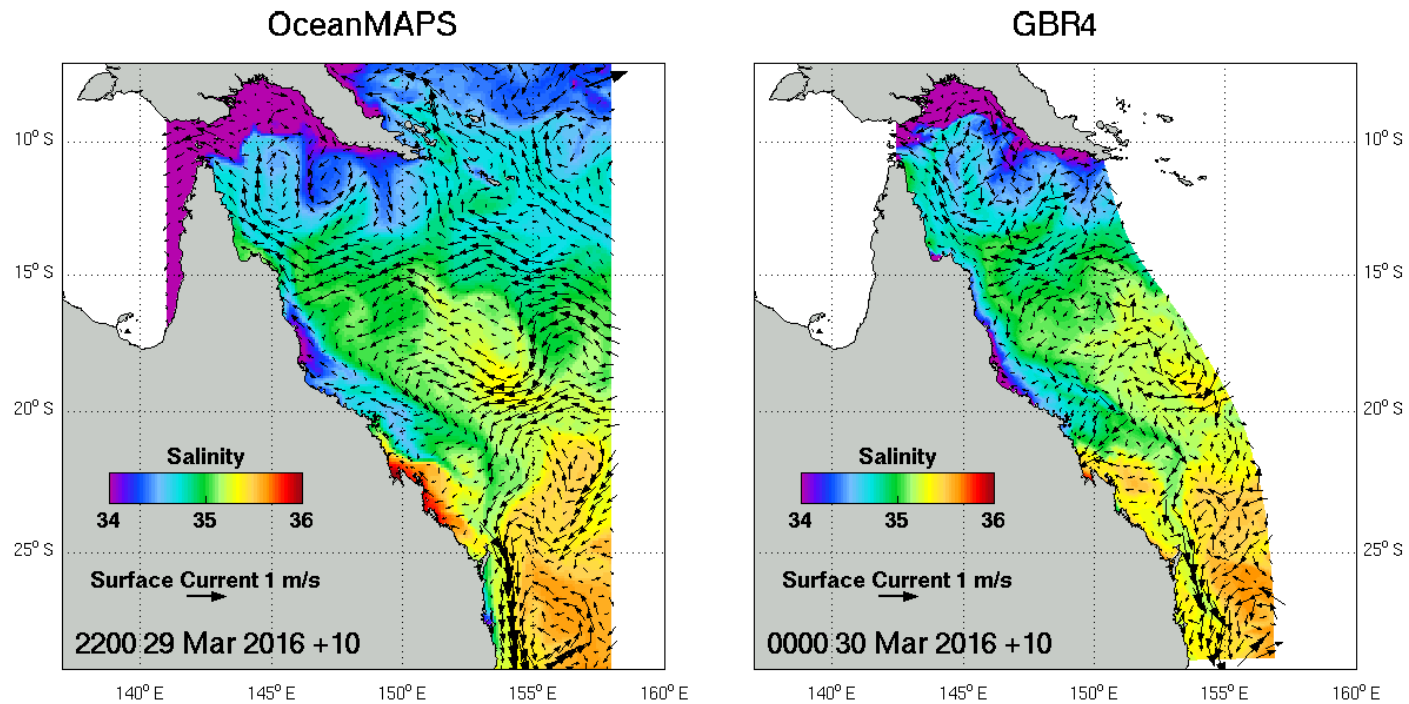 OceanMAPS
GBR4
10° S
15° S
20° S
25° S
Salinity
34 35 36
Surface Current 1 m/s
2200 29 Mar 2016 +10
140° E 145° E 150° E 155° E 160° E
Salinity
34 35 36
Surface Current 1 m/s
0000 30 Mar 2016 +10
10° S
15° S
20° S
25° S
140° E 145° E 150° E 155° E 160° E